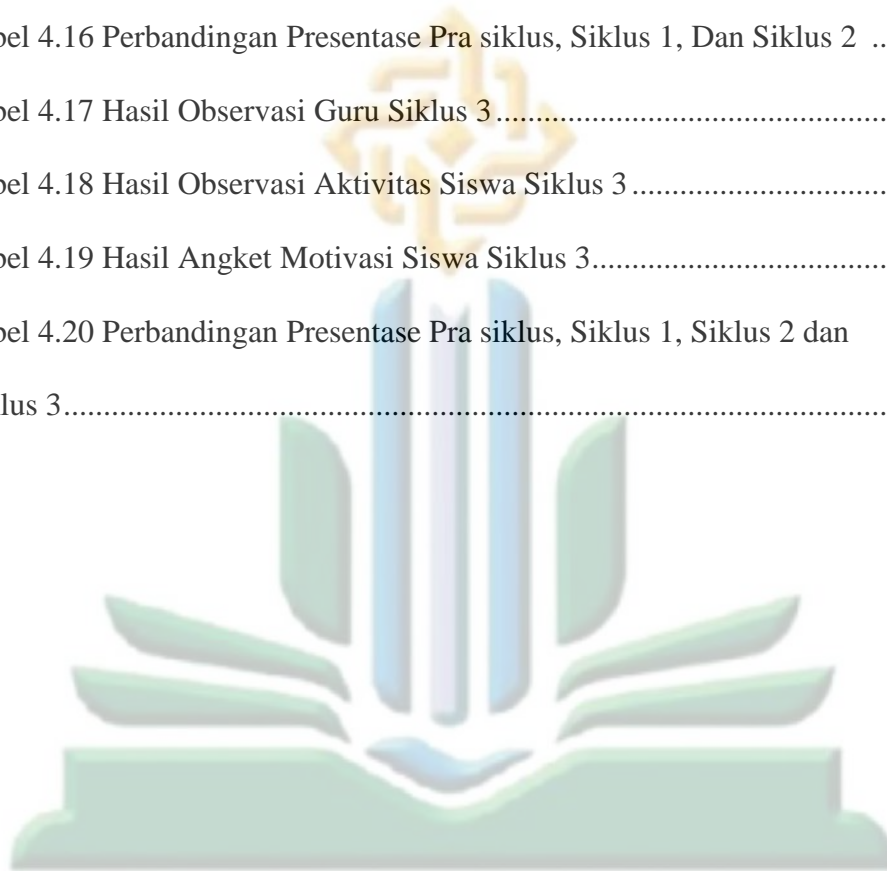 bel 4.16 Perbandingan Presentase Pra siklus, Siklus 1, Dan Siklus 2 ..
bel 4.17 Hasil Observasi Guru Siklus 3................................................
bel 4.18 Hasil Observasi Aktivitas Siswa Siklus 3................................
bel 4.19 Hasil Angket Motivasi Siswa Siklus 3.....................................
bel 4.20 Perbandingan Presentase Pra siklus, Siklus 1, Siklus 2 dan
lus 3......................................................................................................